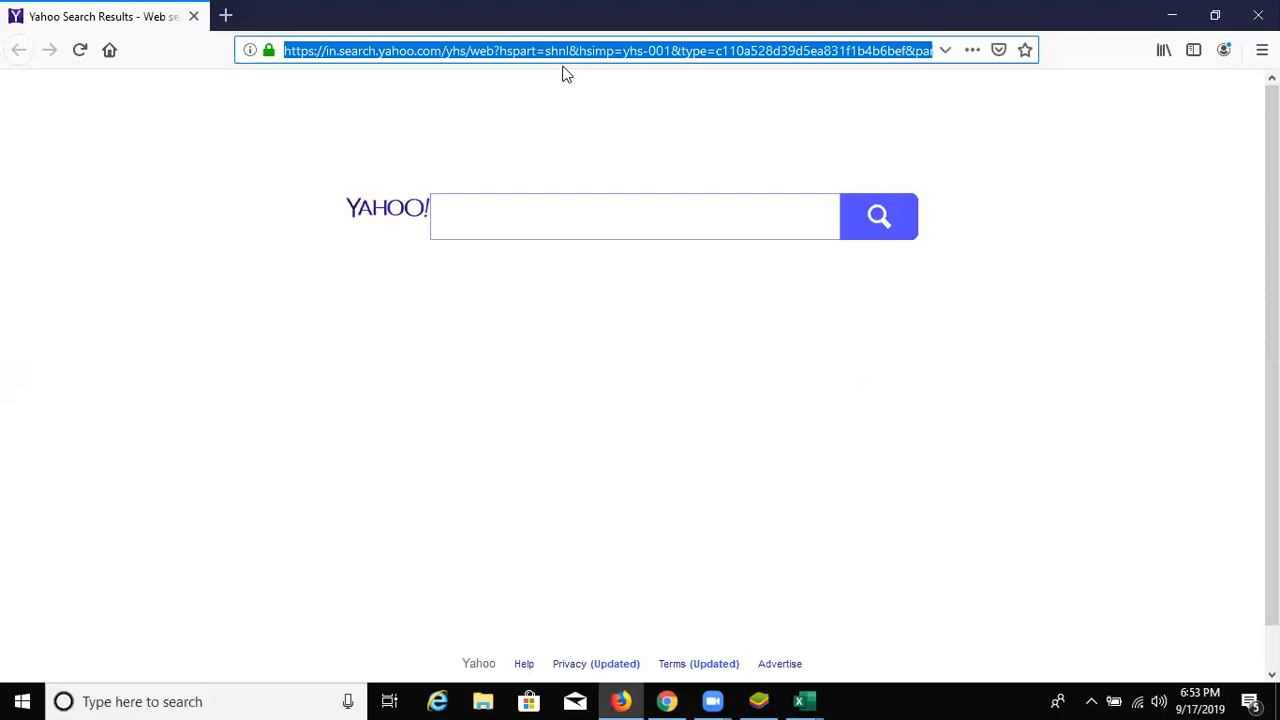 Yahoo Search Results - Web se
https://in.search.yahoo.com/yhs/web?hspart=shnl&hsimp=yhs-001&type=c110a528d39d5ea831f1b4b6bef&par
YAHOO!
Yahoo Help Privacy (Updated) Terms (Updated) Advertise
Type here to search
6:53 PM
9/17/2019
5